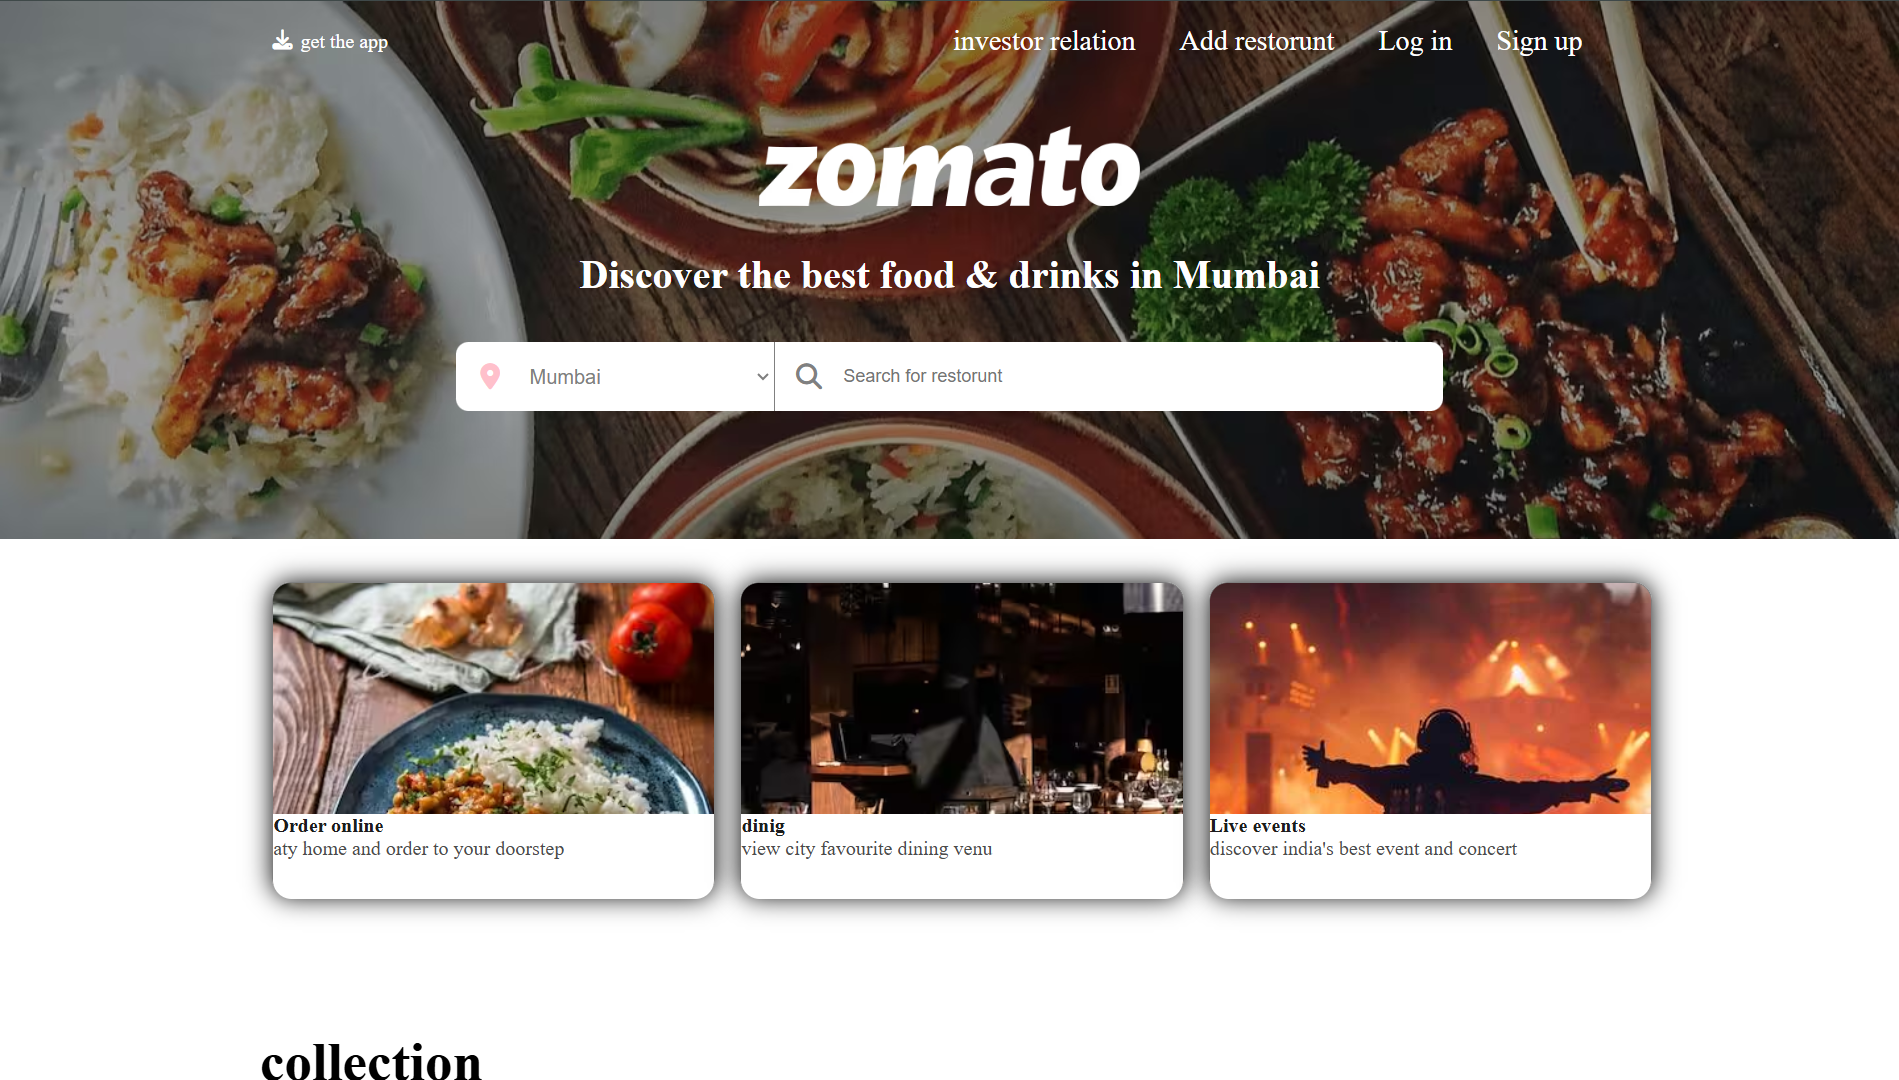 get the app
investor relation Add restorunt Log in Sign up
zomato
Discover the best food & drinks in Mumbai
Mumbai
Search for restorunt
Order online
aty home and order to your doorstep
dinig
view city favourite dining venu
Live events
discover india's best event and concert
collection